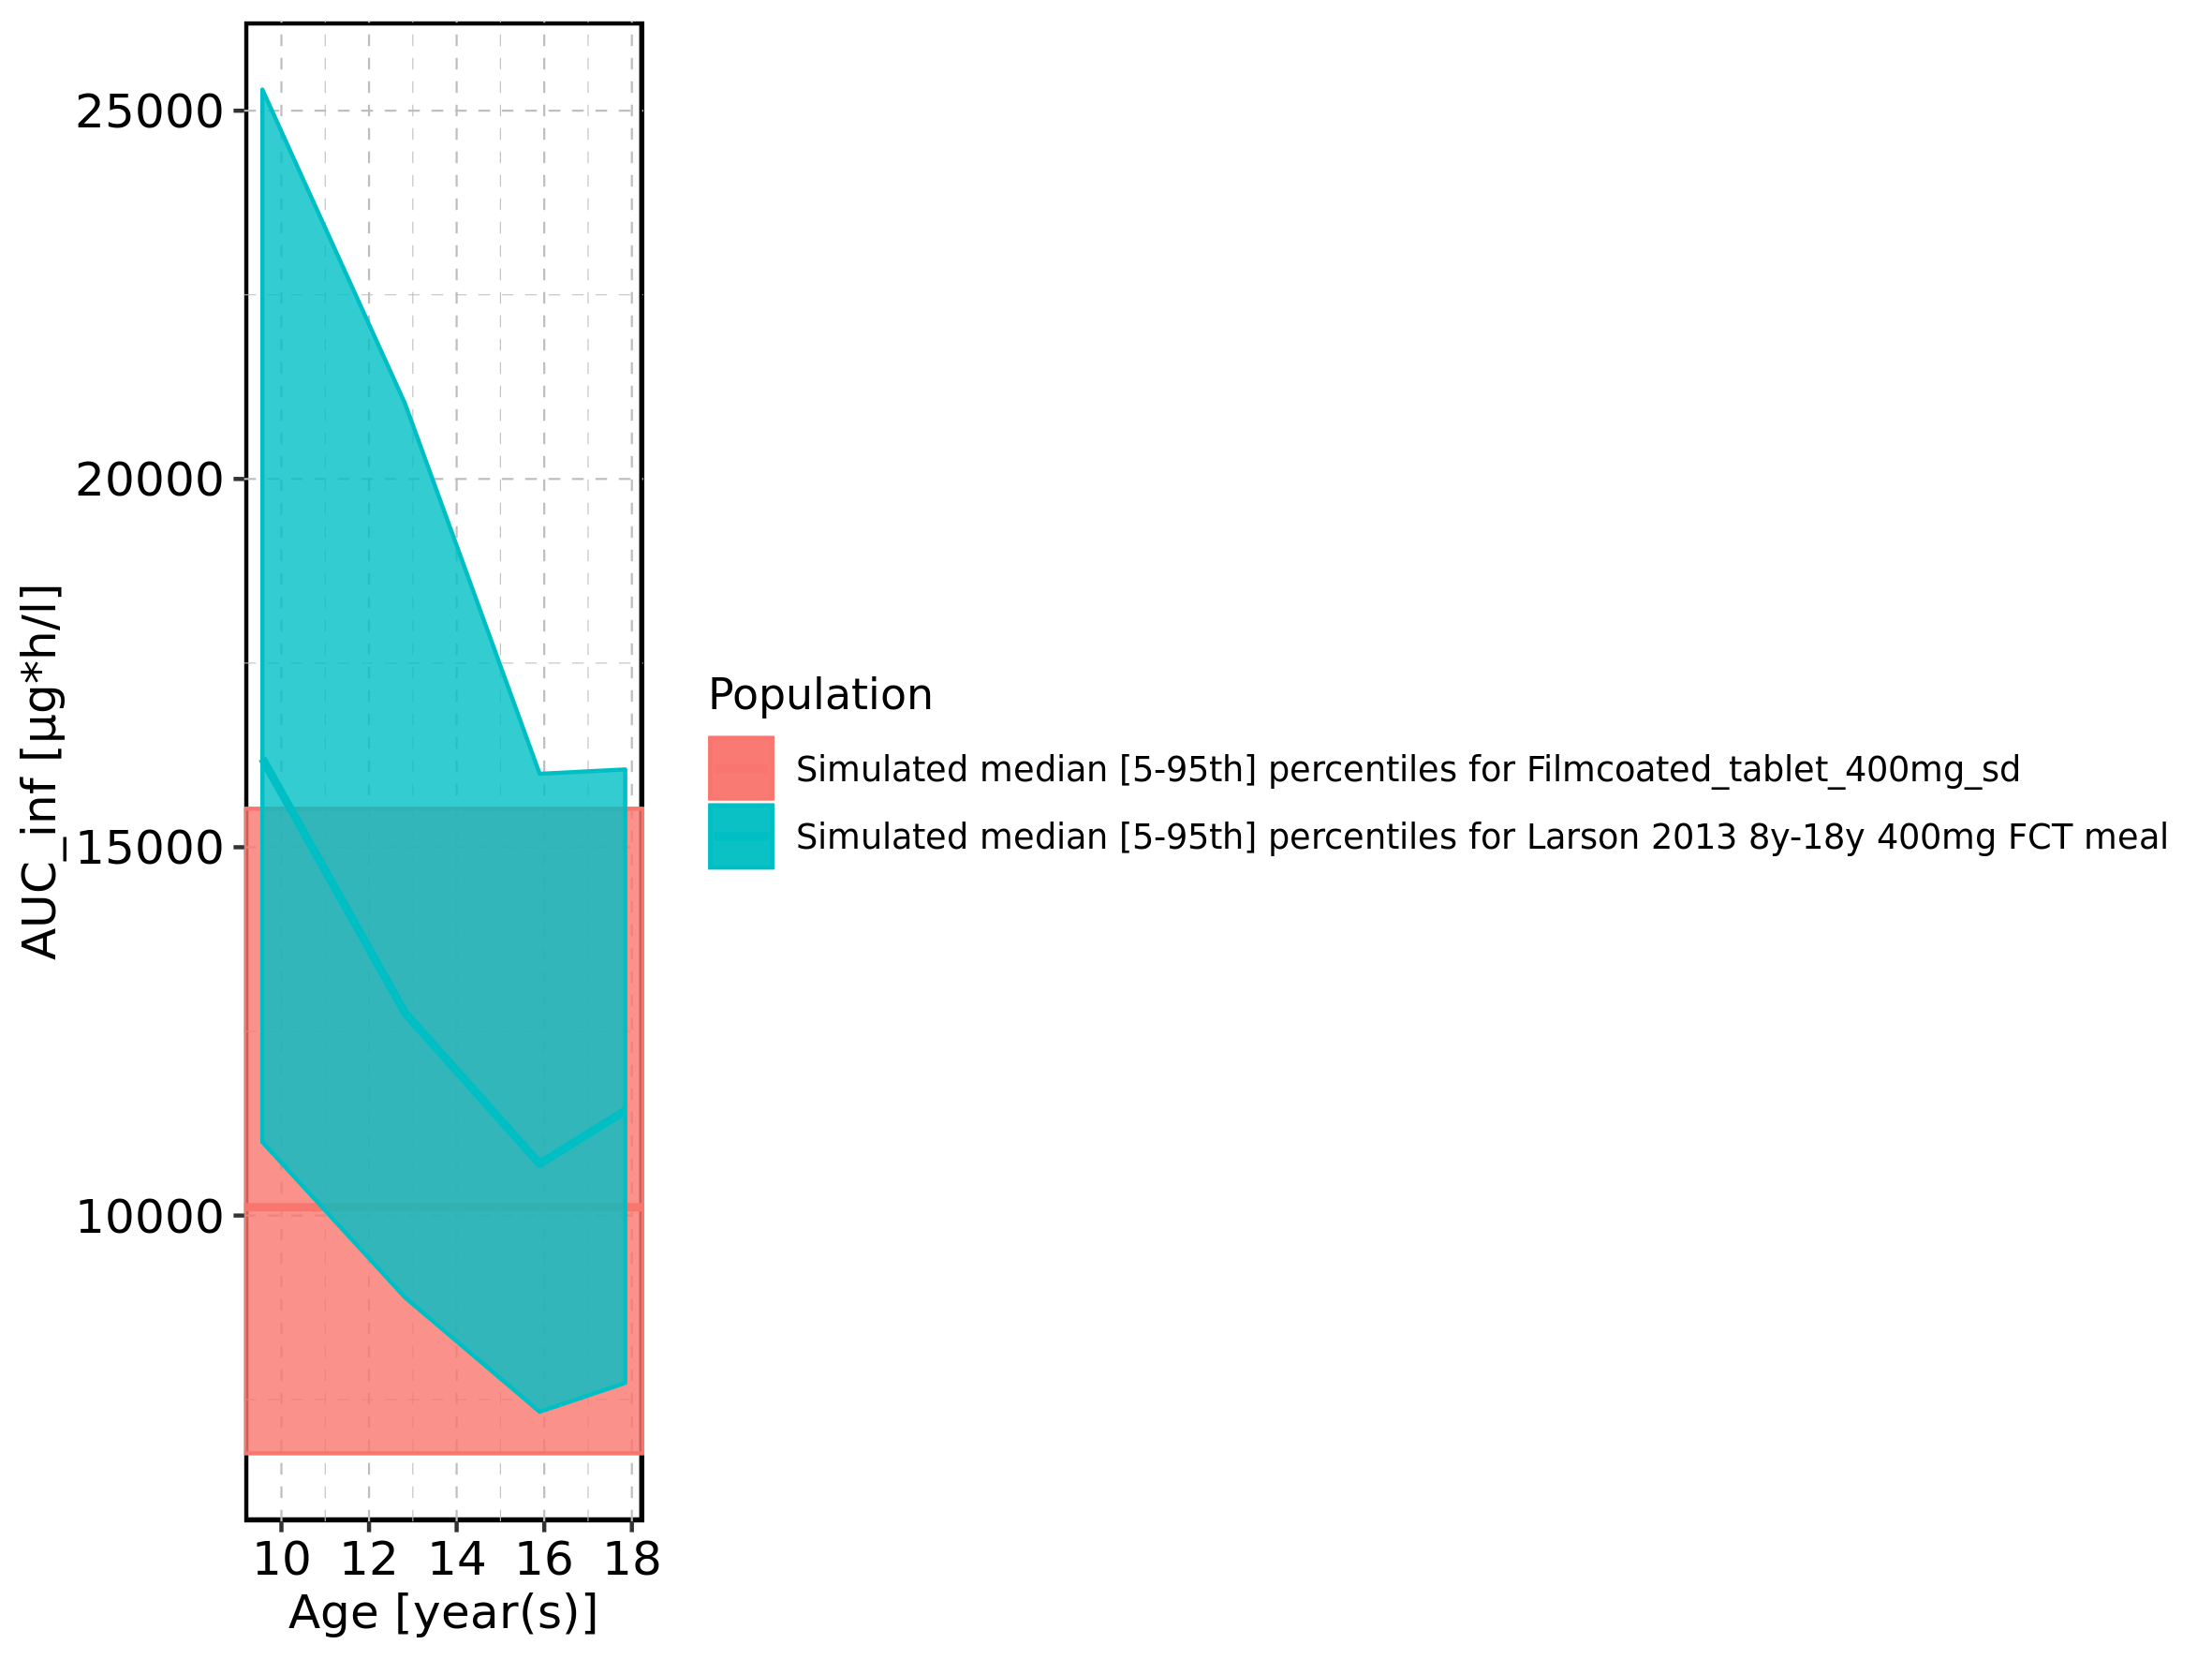 AUC_inf [µg*h/l]
25000
20000
15000
10000
10 12 14 16 18
Age [year(s)]
Population
Simulated median [5-95th] percentiles for Filmcoated_tablet_400mg_sd
Simulated median [5-95th] percentiles for Larson 2013 8y-18y 400mg FCT meal